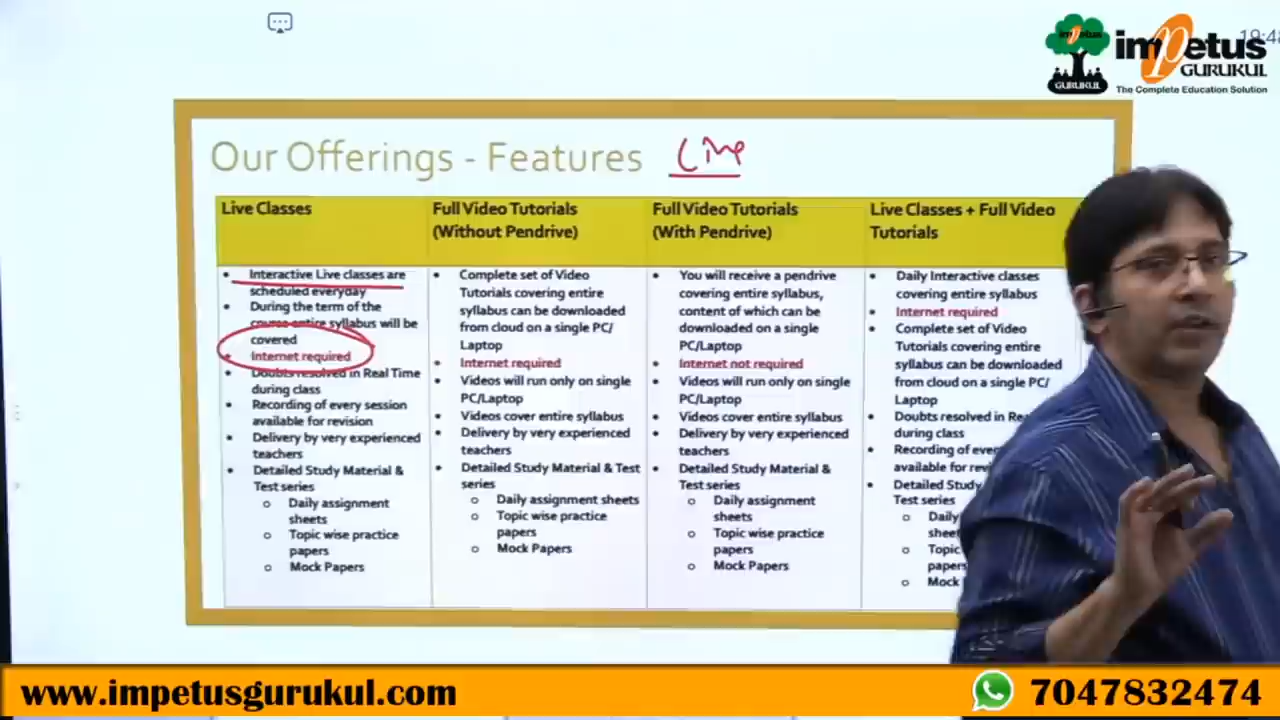 impetus
GURUKUL
GURUKUL
The Complete Education Solution
19:48
Our Offerings - Features
Live
Live Classes
Full Video Tutorials
(Without Pendrive)
Full Video Tutorials
(With Pendrive)
Live Classes + Full Video
Tutorials
• Interactive Live classes are
scheduled everyday
• During the term of the
course entire syllabus will be
covered
• Internet required
• Doubts resolved in Real Time
during class
• Recording of every session
available for revision
• Delivery by very experienced
teachers
• Detailed Study Material &
Test series
o Daily assignment
sheets
o Topic wise practice
papers
o Mock Papers
• Complete set of Video
Tutorials covering entire
syllabus can be downloaded
from cloud on a single PC/
Laptop
• Internet required
• Videos will run only on single
PC/Laptop
• Videos cover entire syllabus
• Delivery by very experienced
teachers
• Detailed Study Material & Test
series
o Daily assignment sheets
o Topic wise practice
papers
o Mock Papers
• You will receive a pendrive
covering entire syllabus,
content of which can be
downloaded on a single
PC/Laptop
• Internet not required
• Videos will run only on single
PC/Laptop
• Videos cover entire syllabus
• Delivery by very experienced
teachers
• Detailed Study Material &
Test series
o Daily assignment
sheets
o Topic wise practice
papers
o Mock Papers
• Daily Interactive classes
covering entire syllabus
• Internet required
• Complete set of Video
Tutorials covering entire
syllabus can be downloaded
from cloud on a single PC/
Laptop
• Doubts resolved in
during class
• Recording of
available for
• Detailed Study
Test series
o
o
papers
o Mock
www.impetusgurukul.com
7047832474